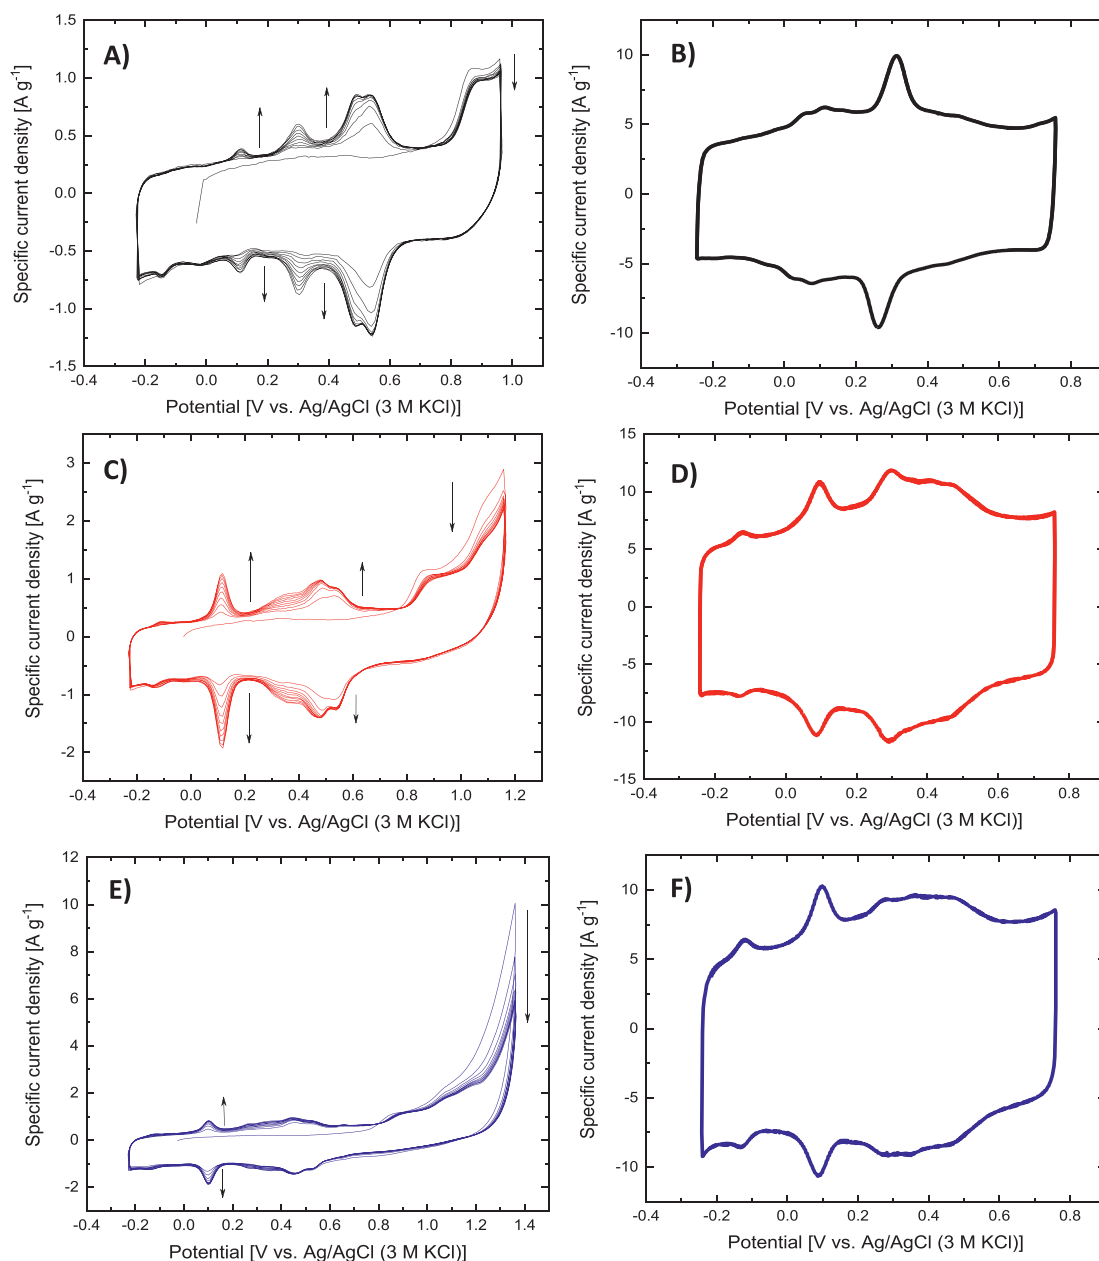 A)
Specific current density [A g-1]
1.5
1.0
0.5
0.0
-0.5
-1.0
-1.5
-0.4 -0.2 0.0 0.2 0.4 0.6 0.8 1.0
Potential [V vs. Ag/AgCl (3 M KCl)]
B)
Specific current density [A g-1]
10
5
0
-5
-10
-0.4 -0.2 0.0 0.2 0.4 0.6 0.8
Potential [V vs. Ag/AgCl (3 M KCl)]
C)
Specific current density [A g-1]
3
2
1
0
-1
-2
-0.4 -0.2 0.0 0.2 0.4 0.6 0.8 1.0 1.2
Potential [V vs. Ag/AgCl (3 M KCl)]
D)
Specific current density [A g-1]
15
10
5
0
-5
-10
-15
-0.4 -0.2 0.0 0.2 0.4 0.6 0.8
Potential [V vs. Ag/AgCl (3 M KCl)]
E)
Specific current density [A g-1]
12
10
8
6
4
2
0
-2
-0.4 -0.2 0.0 0.2 0.4 0.6 0.8 1.0 1.2 1.4
Potential [V vs. Ag/AgCl (3 M KCl)]
F)
Specific current density [A g-1]
10
5
0
-5
-10
-0.4 -0.2 0.0 0.2 0.4 0.6 0.8
Potential [V vs. Ag/AgCl (3 M KCl)]